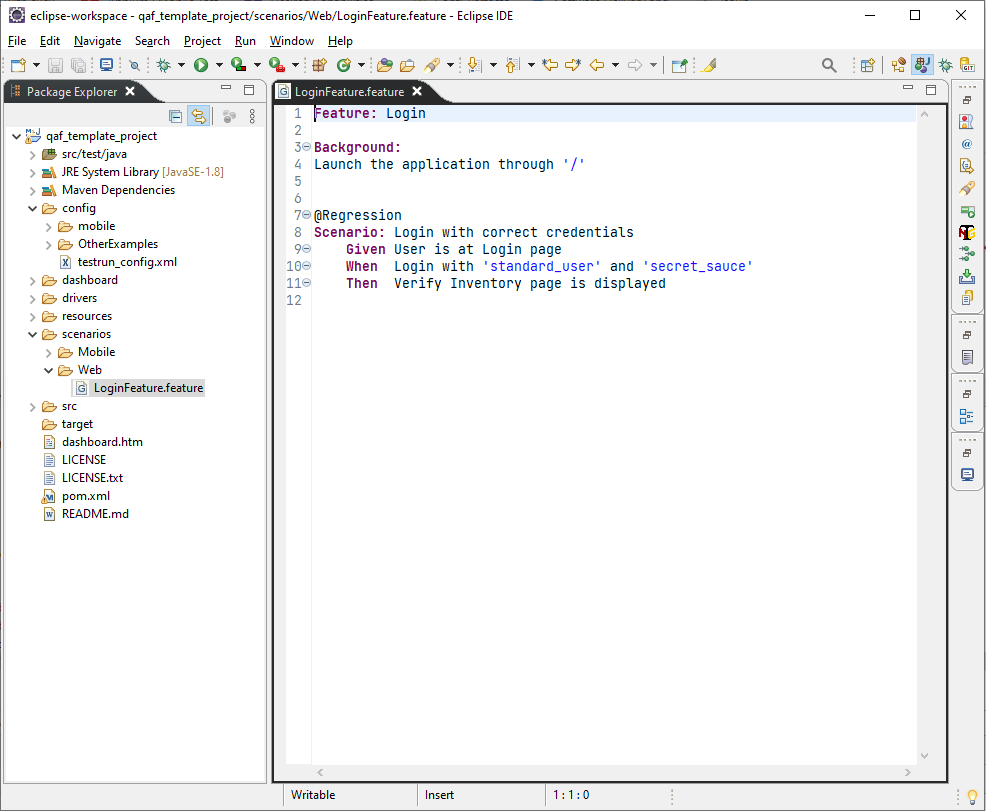 eclipse-workspace - qaf_template_project/scenarios/Web/LoginFeature.feature - Eclipse IDE
File Edit Navigate Search Project Run Window Help
Package Explorer
qaf_template_project
src/test/java
JRE System Library [JavaSE-1.8]
Maven Dependencies
config
mobile
OtherExamples
testrun_config.xml
dashboard
drivers
resources
scenarios
Mobile
Web
LoginFeature.feature
src
target
dashboard.htm
LICENSE
LICENSE.txt
pom.xml
README.md
LoginFeature.feature
1 Feature: Login
2
3 Background:
4 Launch the application through '/'
5
6
7 @Regression
8 Scenario: Login with correct credentials
9 Given User is at Login page
10 When Login with 'standard_user' and 'secret_sauce'
11 Then Verify Inventory page is displayed
12
Writable Insert 1 : 1 : 0